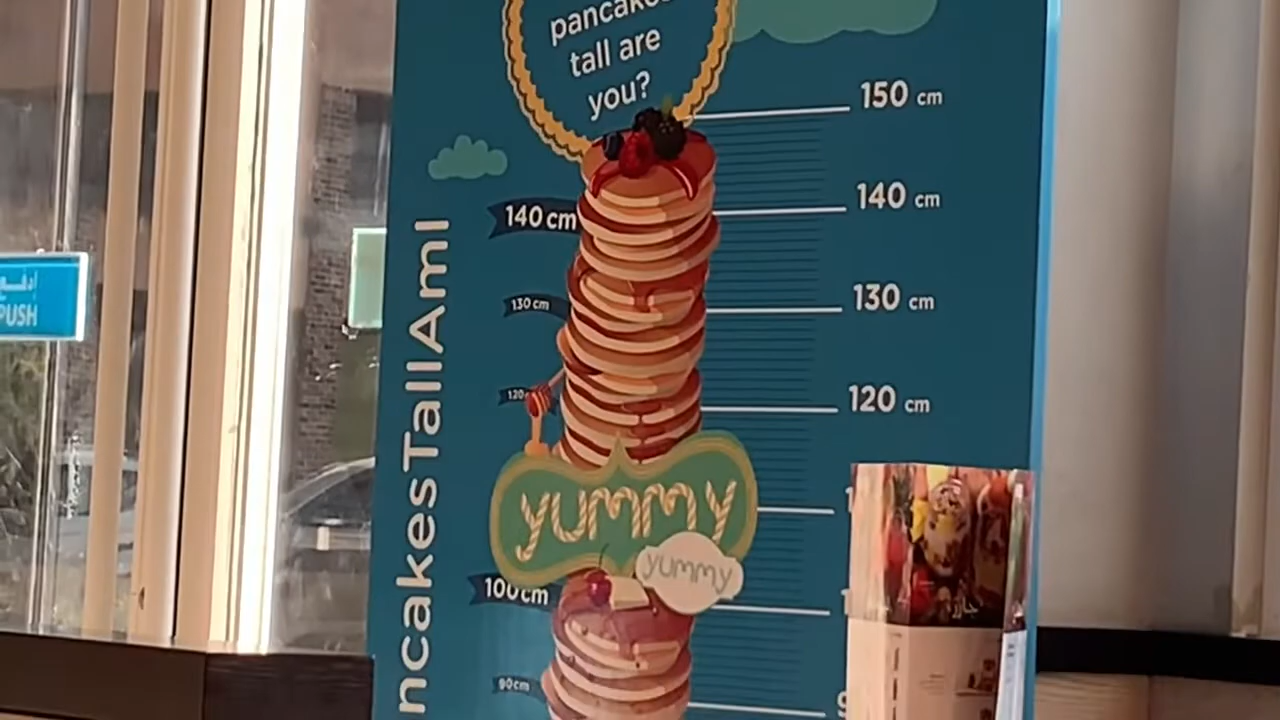 tall are
you?
150 cm
140 cm
140 cm
130 cm
130 cm
120 cm
yummy
yummy
100cm
90cm
ncakesTallAmI
إدفع
PUSH